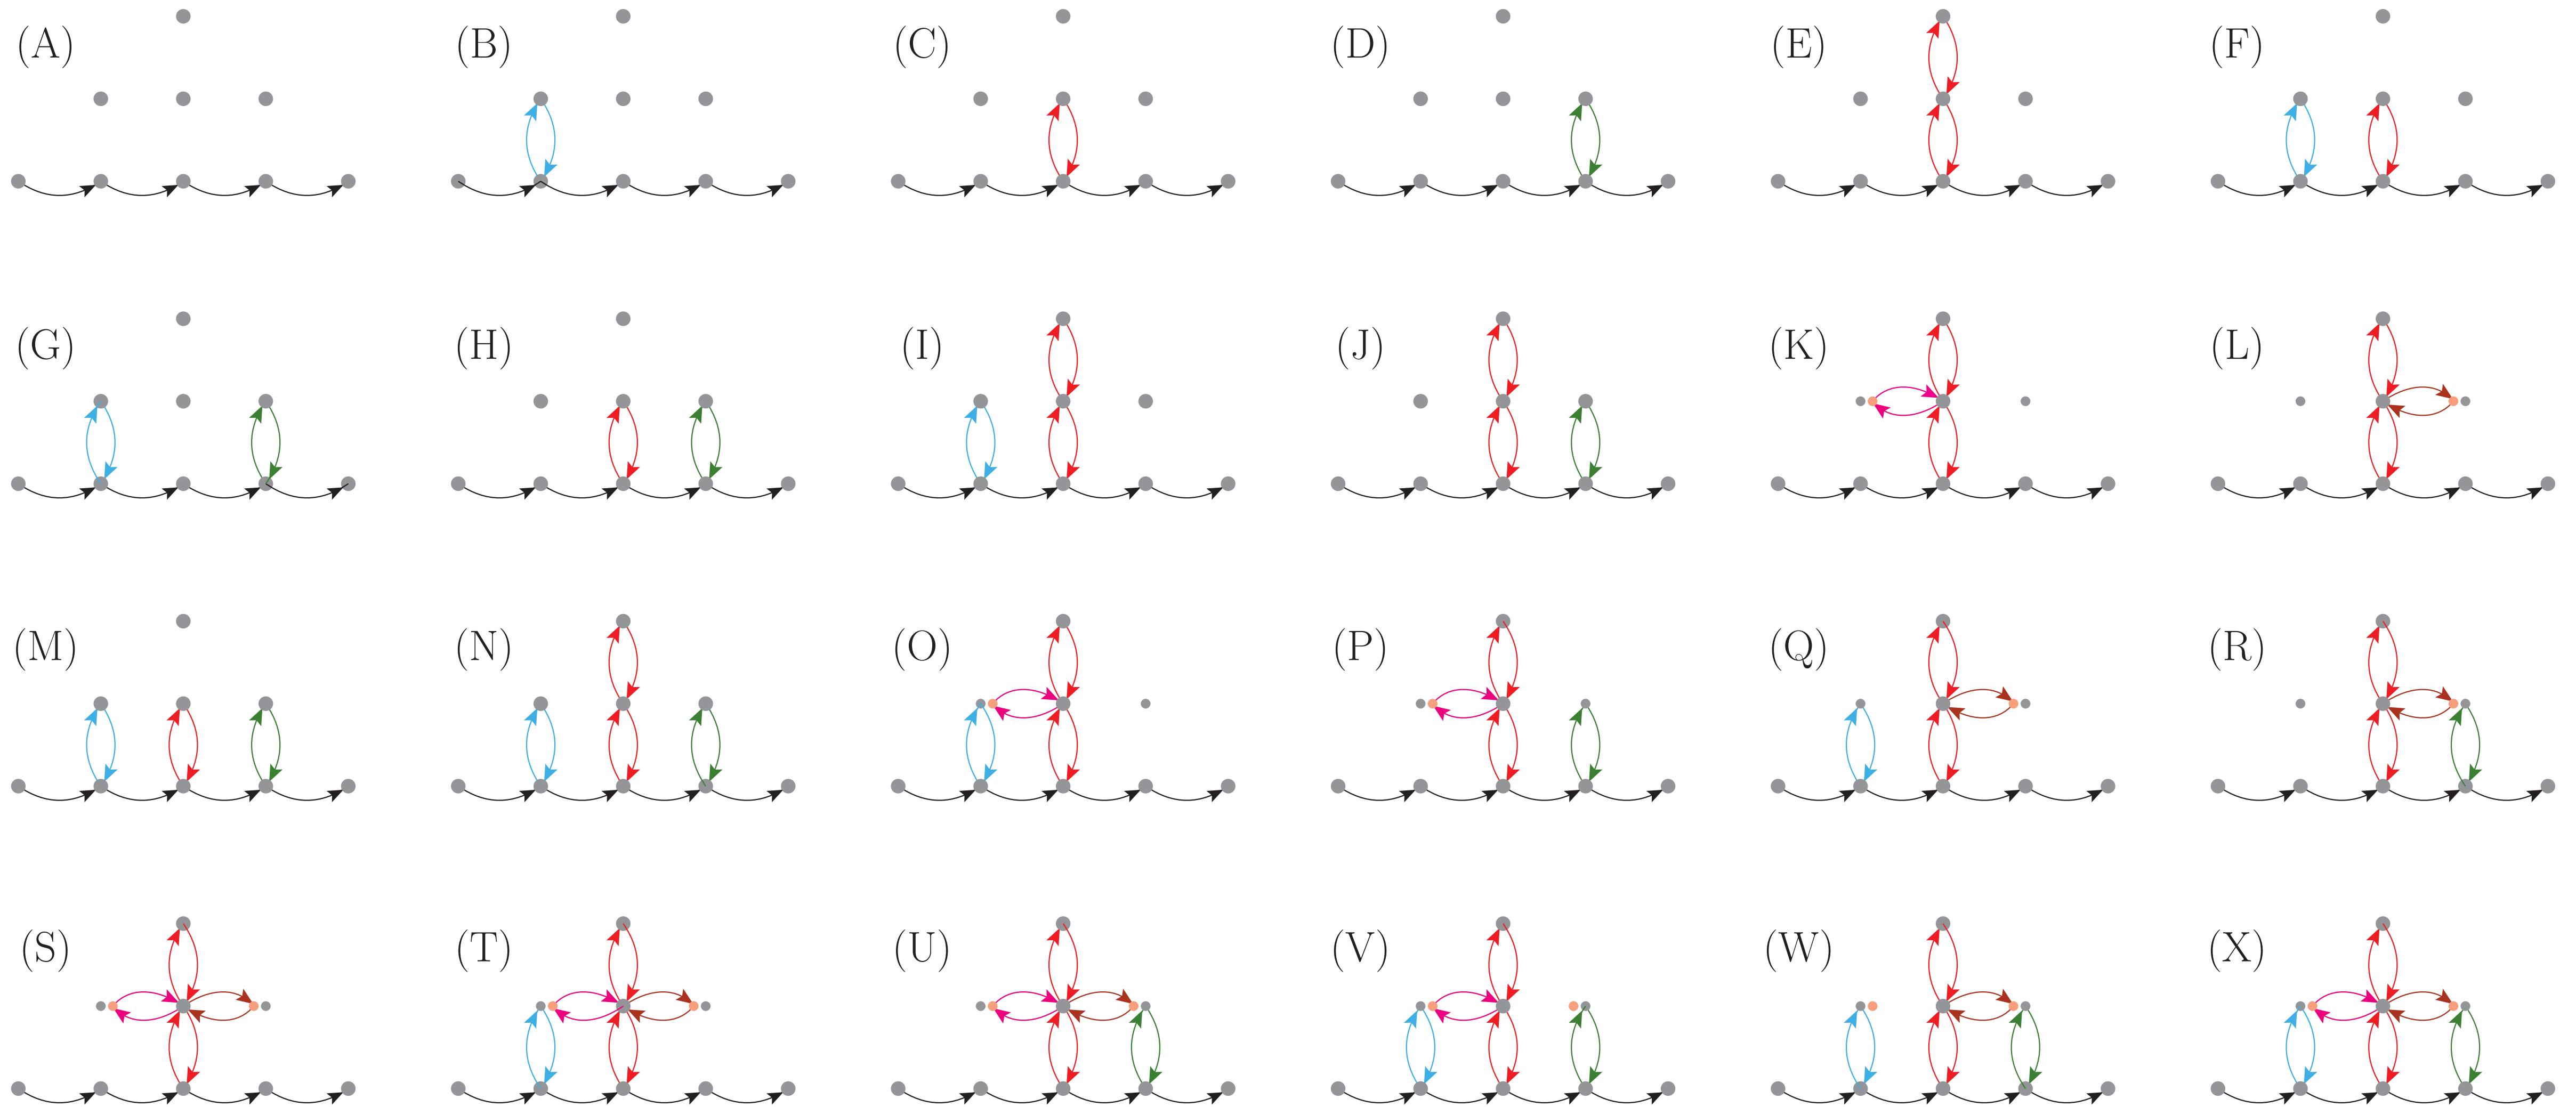 (A) (B) (C) (D) (E) (F)
(G) (H) (I) (J) (K) (L)
(M) (N) (O) (P) (Q) (R)
(S) (T) (U) (V) (W) (X)